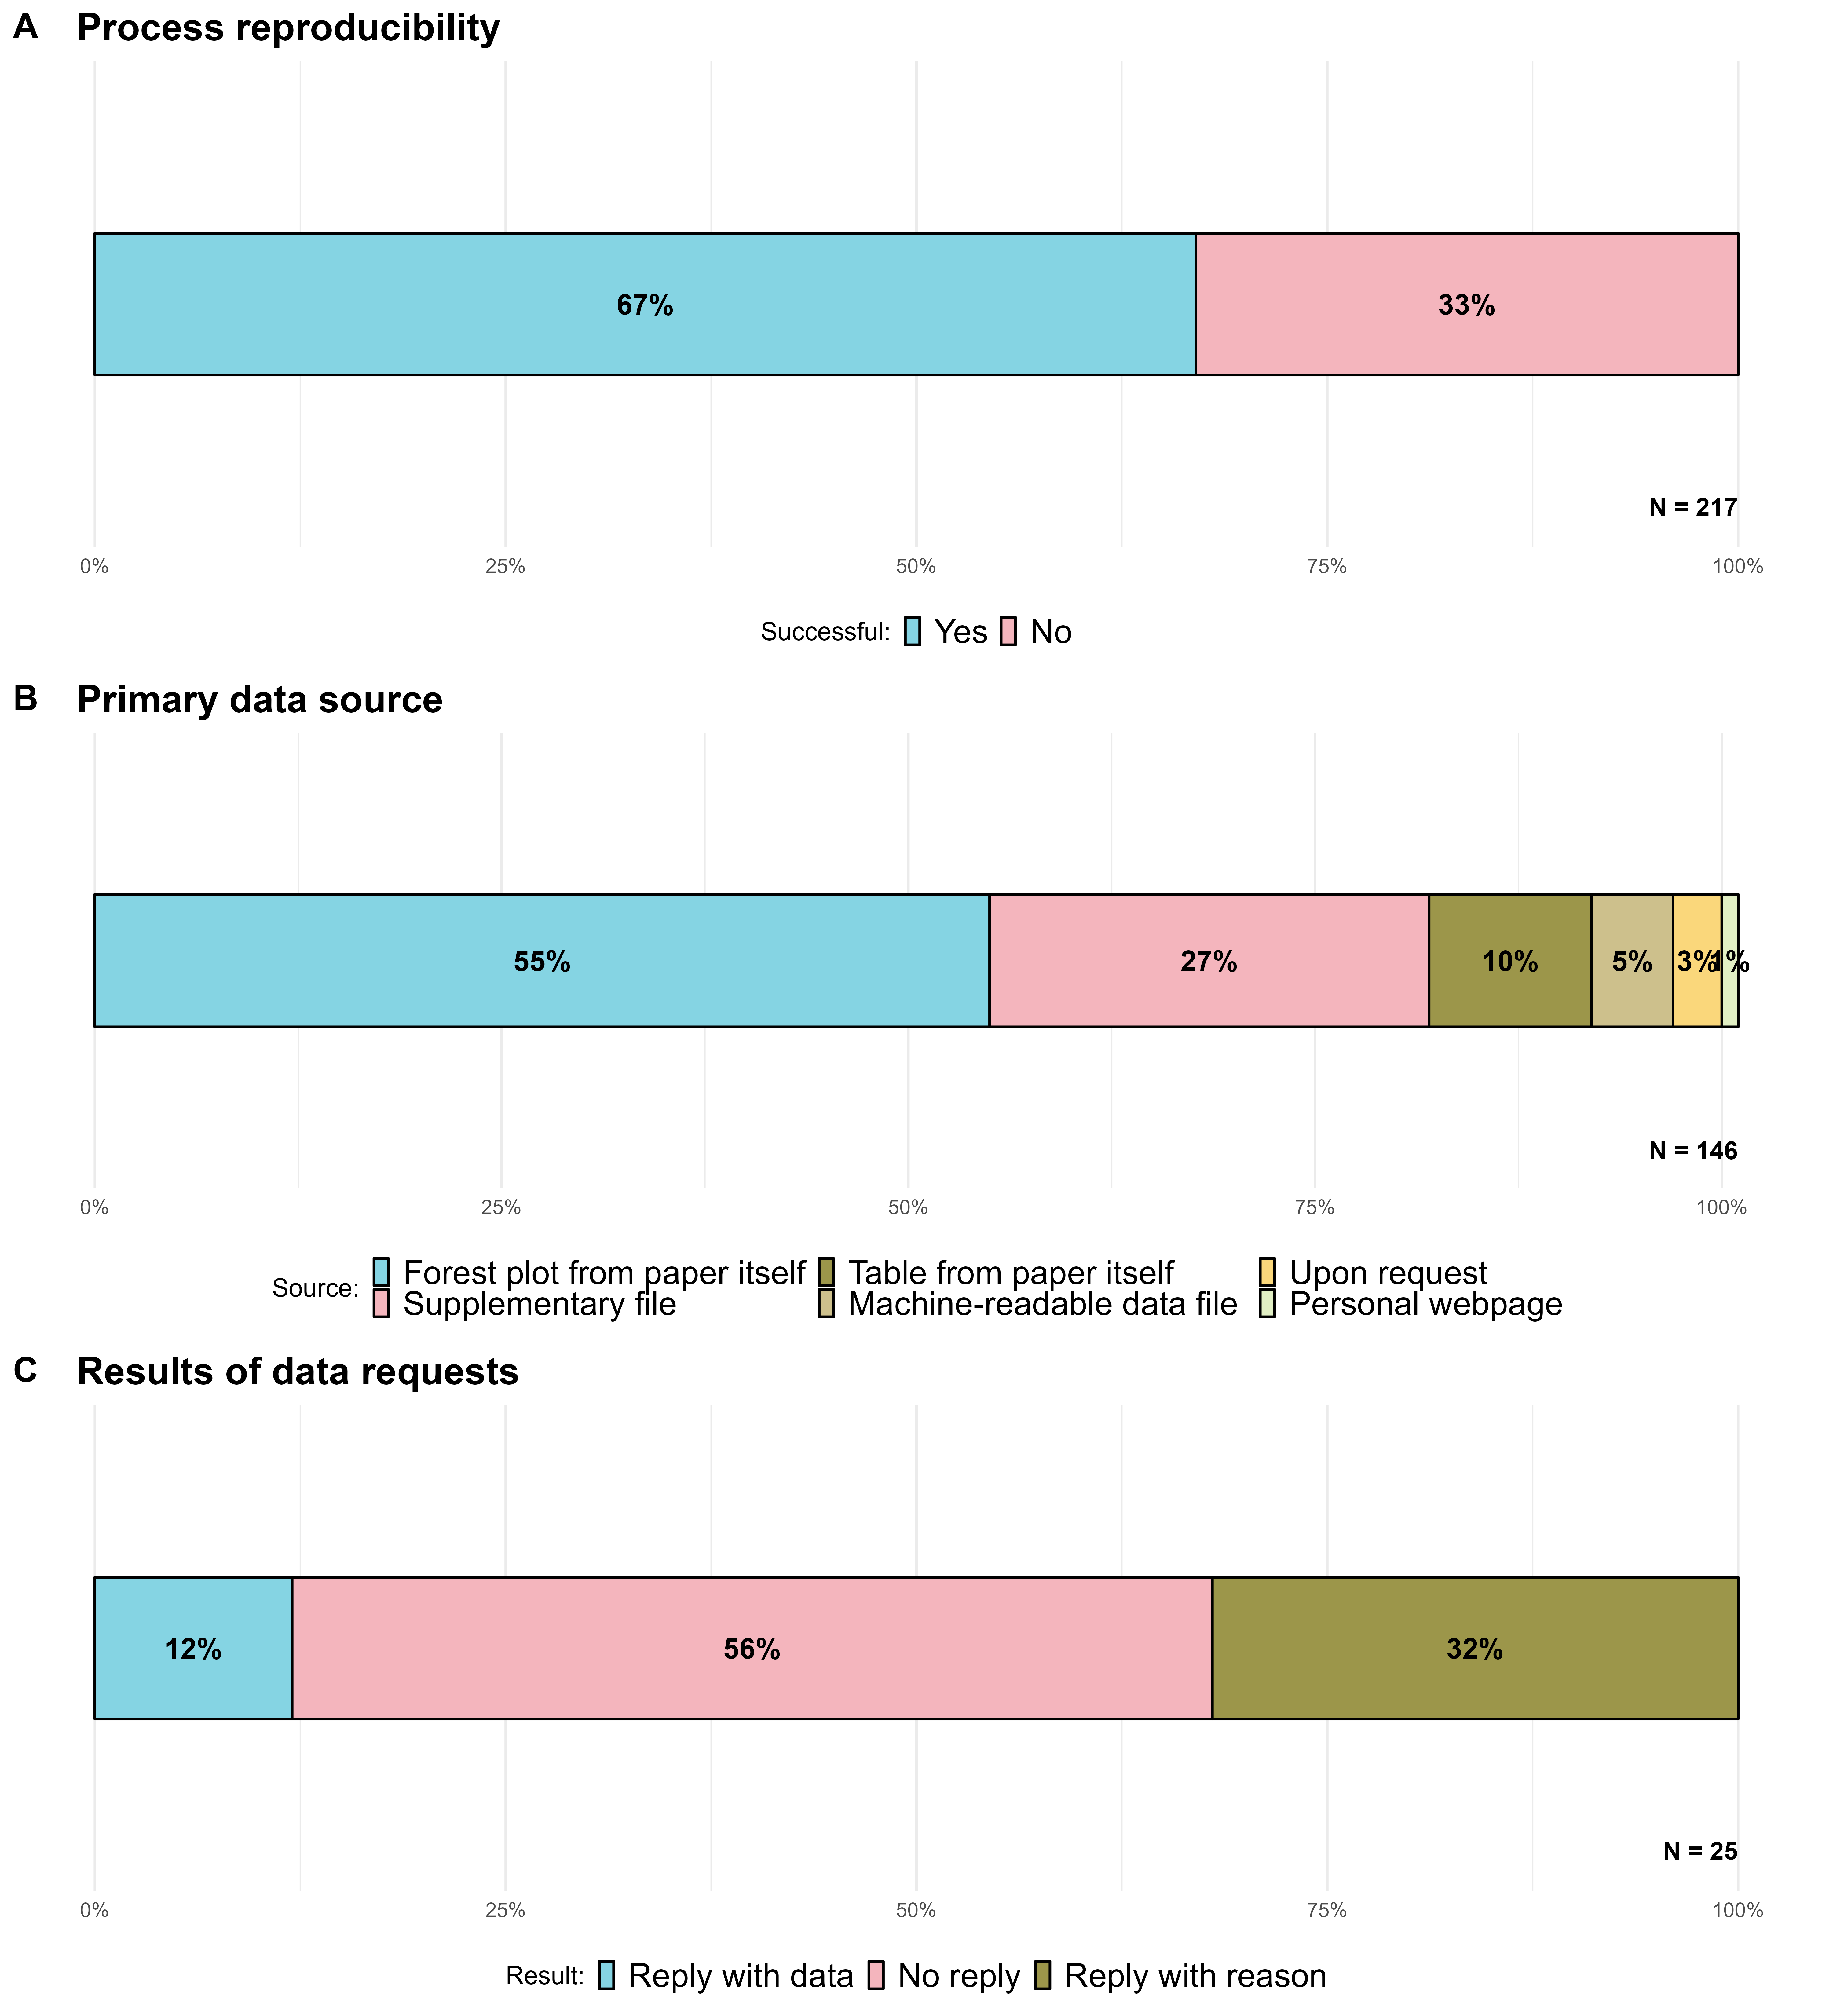 A Process reproducibility
67% 33%
N = 217
0% 25% 50% 75% 100%
Successful: Yes No
B Primary data source
55% 27% 10% 5% 3% 1%
N = 146
0% 25% 50% 75% 100%
Source: Forest plot from paper itself Table from paper itself Upon request
Supplementary file Machine-readable data file Personal webpage
C Results of data requests
12% 56% 32%
N = 25
0% 25% 50% 75% 100%
Result: Reply with data No reply Reply with reason